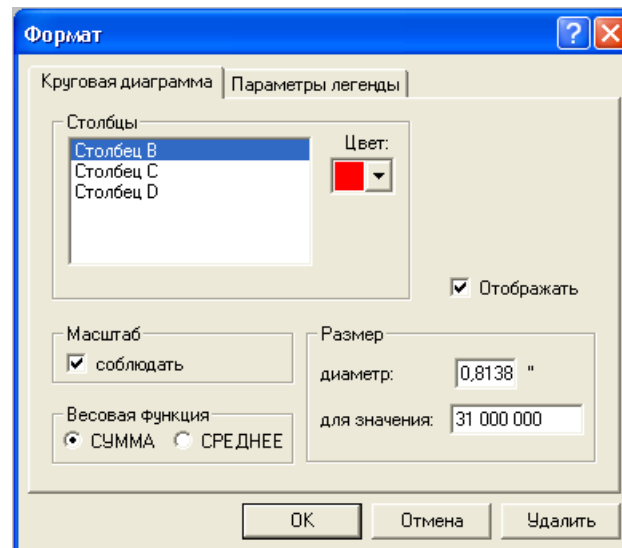 Формат
Круговая диаграмма Параметры легенды
Столбцы
Столбец B
Столбец C
Столбец D
Цвет:
Отображать
Масштаб
соблюдать
Весовая функция
СУММА СРЕДНЕЕ
Размер
диаметр: 0,8138 "
для значения: 31 000 000
OK Отмена Удалить